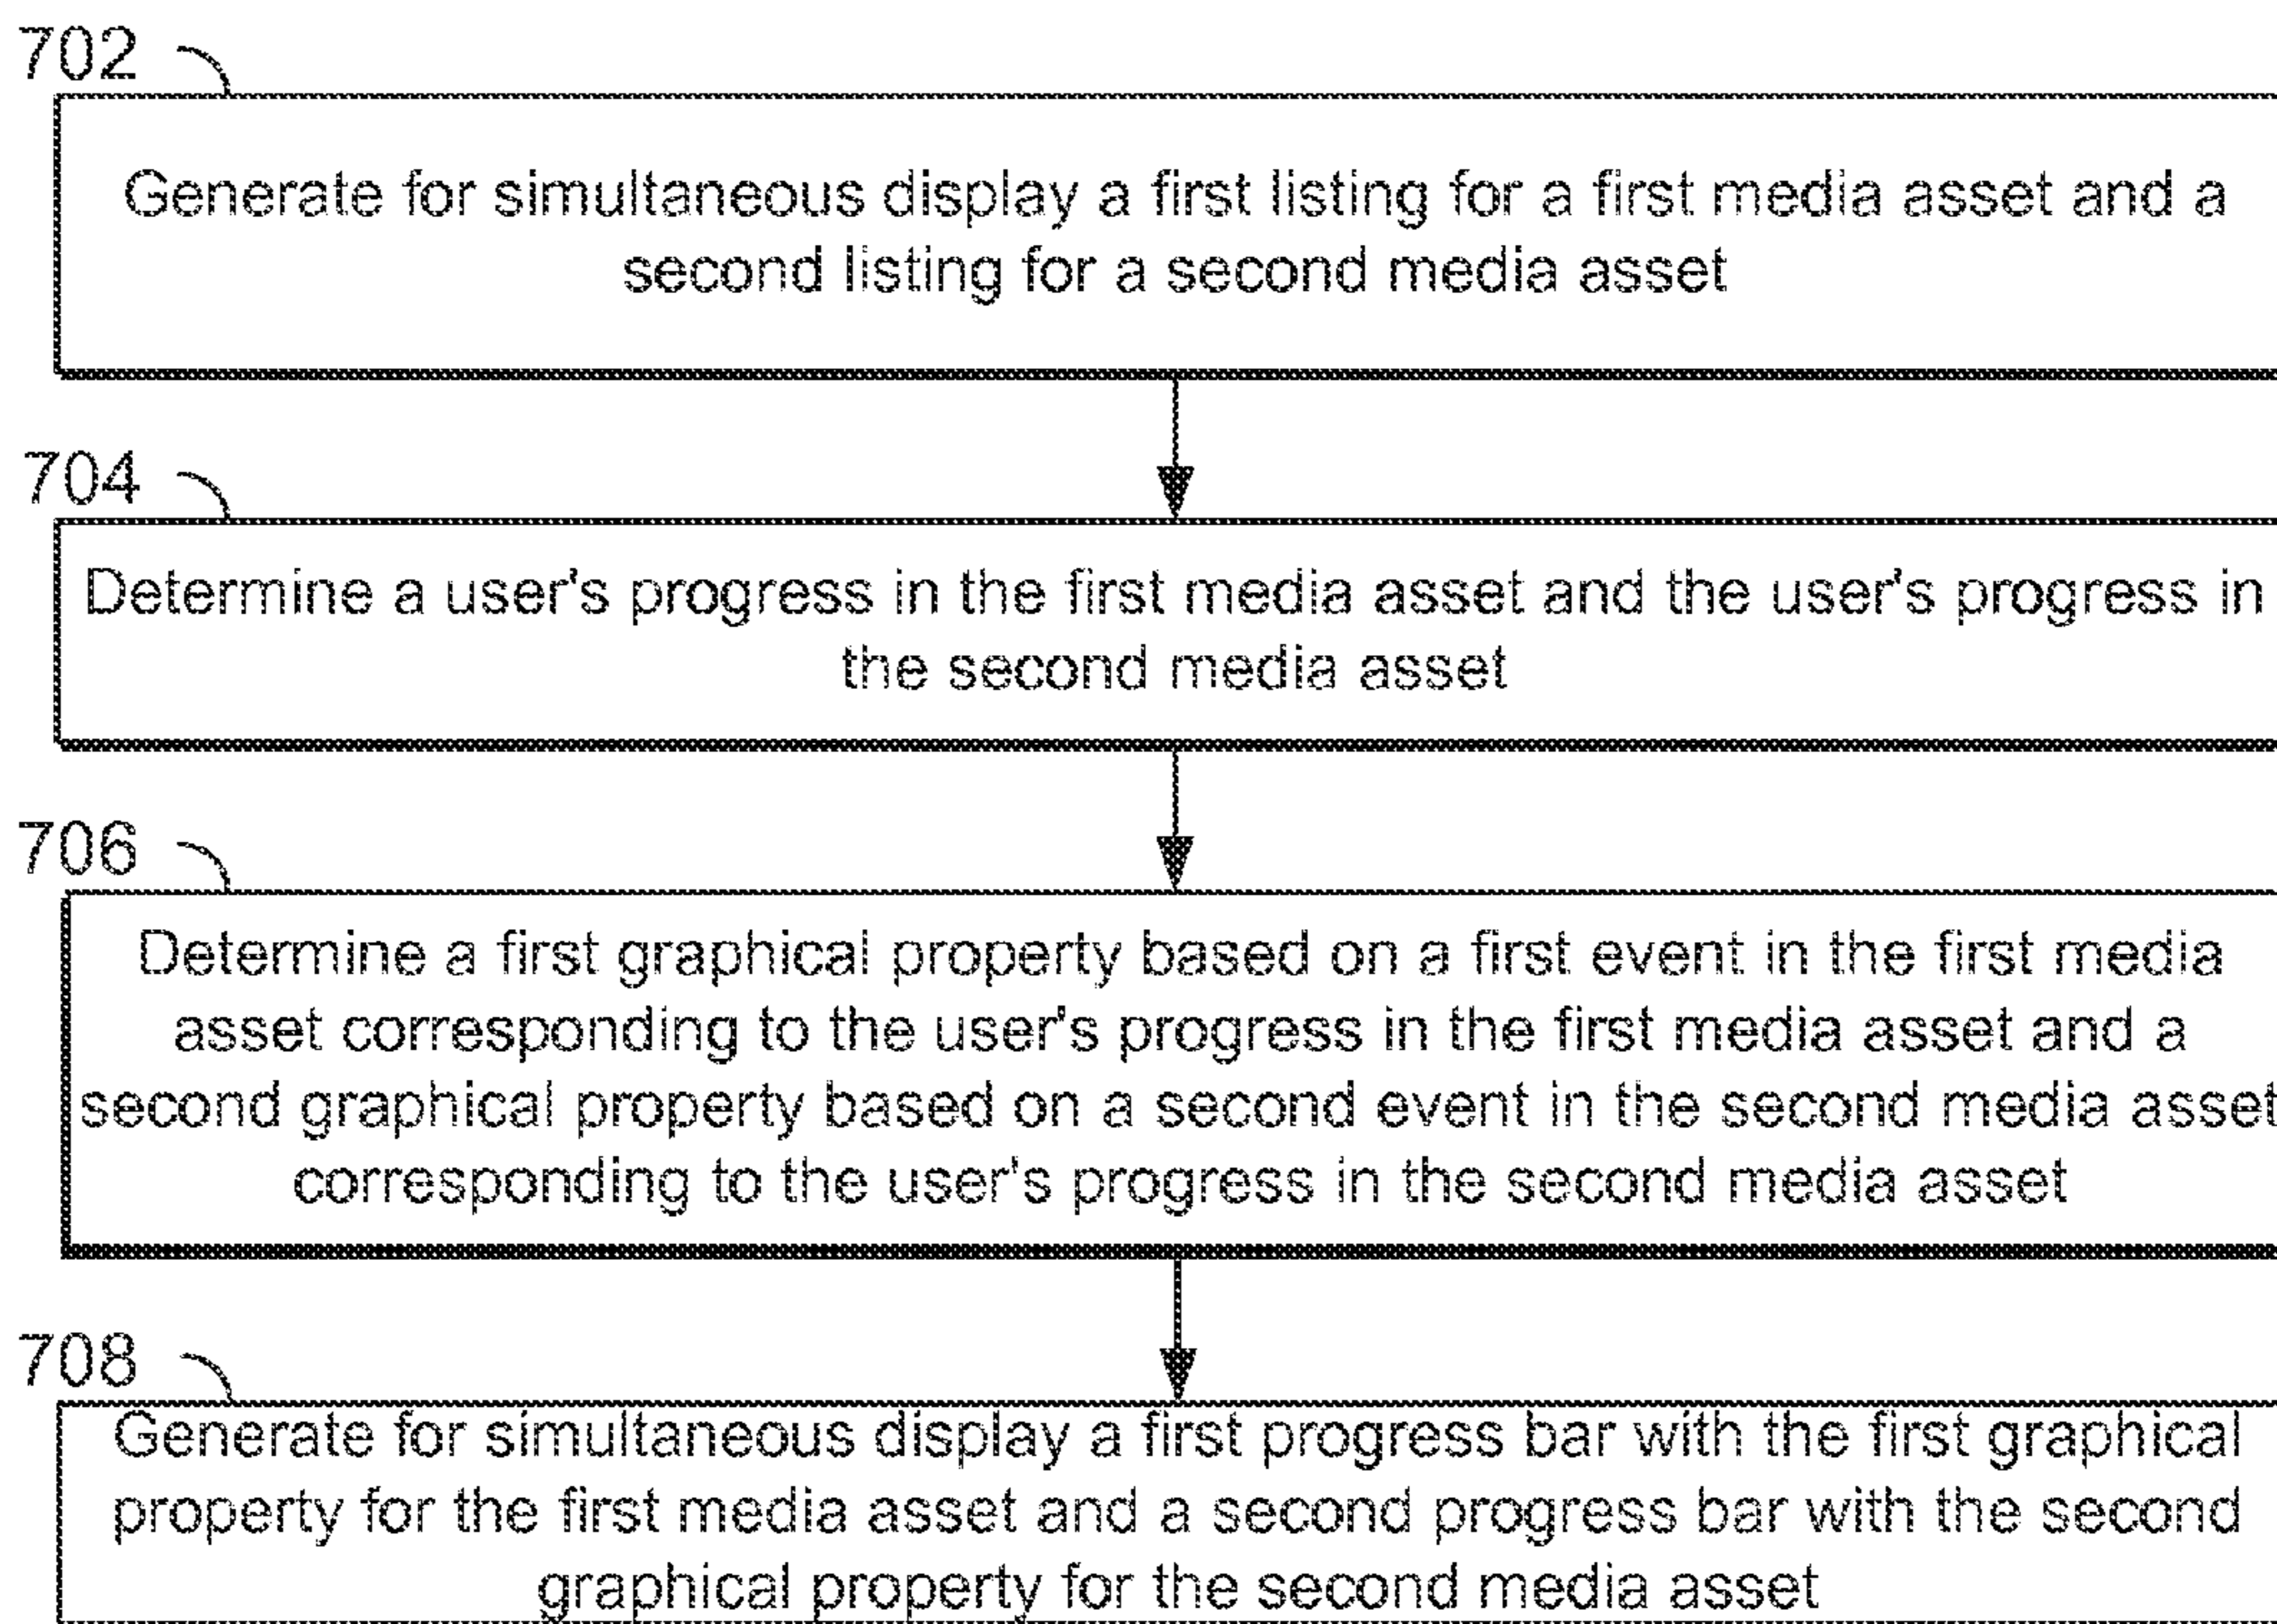 702
Generate for simultaneous display a first listing for a first media asset and a
second listing for a second media asset
704
Determine a user's progress in the first media asset and the user's progress in
the second media asset
706
Determine a first graphical property based on a first event in the first media
asset corresponding to the user's progress in the first media asset and a
second graphical property based on a second event in the second media asset
corresponding to the user's progress in the second media asset
708
Generate for simultaneous display a first progress bar with the first graphical
property for the first media asset and a second progress bar with the second
graphical property for the second media asset